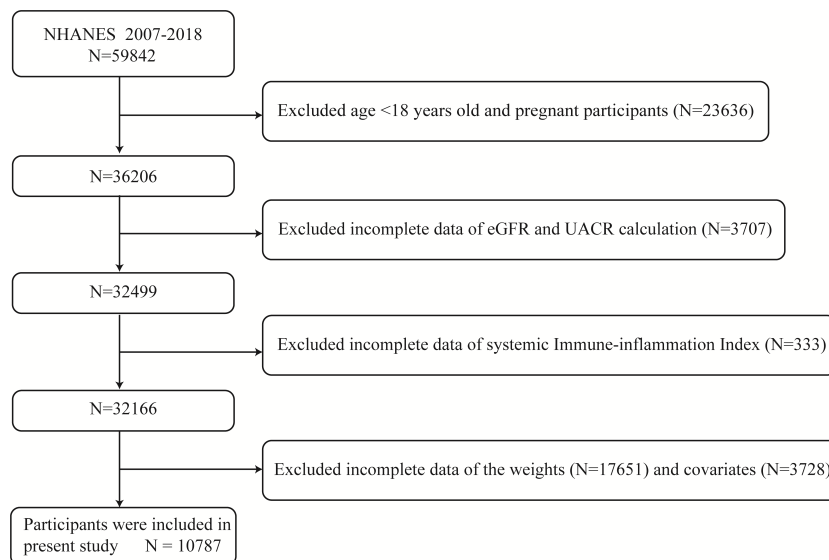 NHANES 2007-2018
N=59842
Excluded age <18 years old and pregnant participants (N=23636)
N=36206
Excluded incomplete data of eGFR and UACR calculation (N=3707)
N=32499
Excluded incomplete data of systemic Immune-inflammation Index (N=333)
N=32166
Excluded incomplete data of the weights (N=17651) and covariates (N=3728)
Participants were included in
present study N = 10787